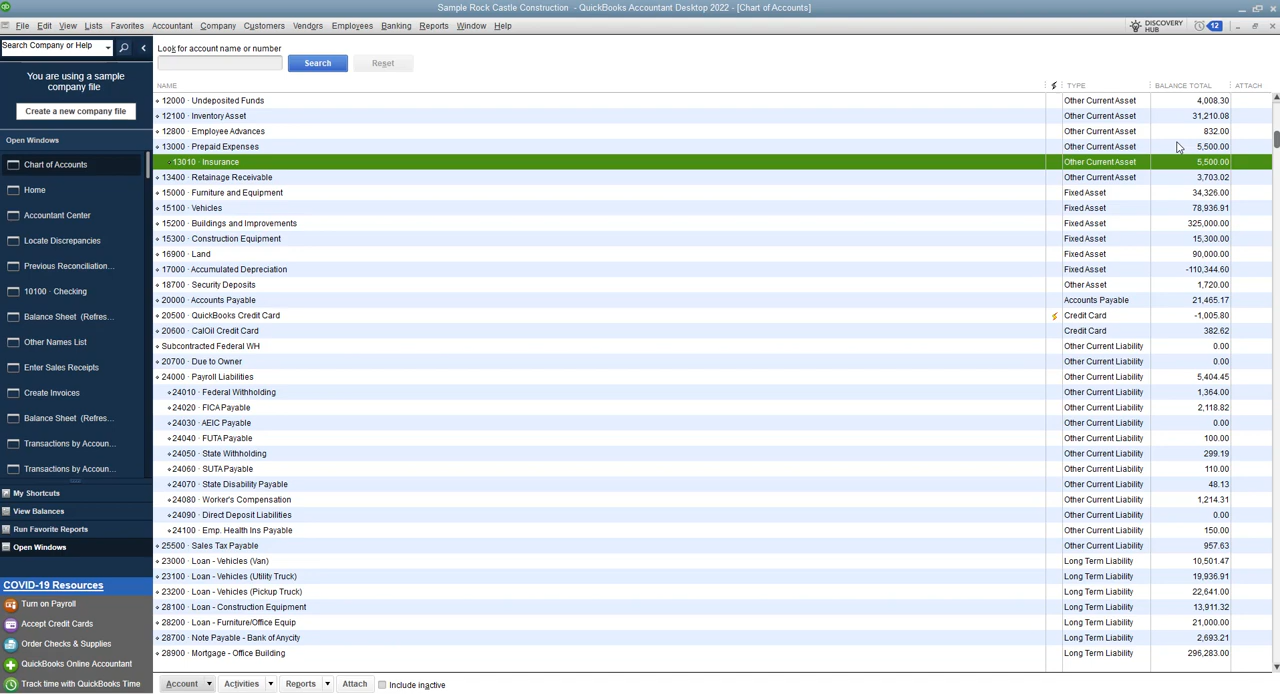 Sample Rock Castle Construction - QuickBooks Accountant Desktop 2022 - [Chart of Accounts]
File Edit View Lists Favorites Accountant Company Customers Vendors Employees Banking Reports Window Help
DISCOVERY HUB 12
Search Company or Help
Look for account name or number
Search Reset
You are using a sample
company file
Create a new company file
Open Windows
Chart of Accounts
Home
Accountant Center
Locate Discrepancies
Previous Reconciliation...
10100 · Checking
Balance Sheet (Refres...
Other Names List
Enter Sales Receipts
Create Invoices
Balance Sheet (Refres...
Transactions by Accoun...
Transactions by Accoun...
My Shortcuts
View Balances
Run Favorite Reports
Open Windows
COVID-19 Resources
Turn on Payroll
Accept Credit Cards
Order Checks & Supplies
QuickBooks Online Accountant
Track time with QuickBooks Time
NAME TYPE BALANCE TOTAL ATTACH
12000 · Undeposited Funds Other Current Asset 4,008.30
12100 · Inventory Asset Other Current Asset 31,210.08
12800 · Employee Advances Other Current Asset 832.00
13000 · Prepaid Expenses Other Current Asset 5,500.00
13010 · Insurance Other Current Asset 5,500.00
13400 · Retainage Receivable Other Current Asset 3,703.02
15000 · Furniture and Equipment Fixed Asset 34,326.00
15100 · Vehicles Fixed Asset 78,936.91
15200 · Buildings and Improvements Fixed Asset 325,000.00
15300 · Construction Equipment Fixed Asset 15,300.00
16900 · Land Fixed Asset 90,000.00
17000 · Accumulated Depreciation Fixed Asset -110,344.60
18700 · Security Deposits Other Asset 1,720.00
20000 · Accounts Payable Accounts Payable 21,465.17
20500 · QuickBooks Credit Card Credit Card -1,005.80
20600 · CalOil Credit Card Credit Card 382.62
Subcontracted Federal WH Other Current Liability 0.00
20700 · Due to Owner Other Current Liability 0.00
24000 · Payroll Liabilities Other Current Liability 5,404.45
24010 · Federal Withholding Other Current Liability 1,364.00
24020 · FICA Payable Other Current Liability 2,118.82
24030 · AEIC Payable Other Current Liability 0.00
24040 · FUTA Payable Other Current Liability 100.00
24050 · State Withholding Other Current Liability 299.19
24060 · SUTA Payable Other Current Liability 110.00
24070 · State Disability Payable Other Current Liability 48.13
24080 · Worker's Compensation Other Current Liability 1,214.31
24090 · Direct Deposit Liabilities Other Current Liability 0.00
24100 · Emp. Health Ins Payable Other Current Liability 150.00
25500 · Sales Tax Payable Other Current Liability 957.63
23000 · Loan - Vehicles (Van) Long Term Liability 10,501.47
23100 · Loan - Vehicles (Utility Truck) Long Term Liability 19,936.91
23200 · Loan - Vehicles (Pickup Truck) Long Term Liability 22,641.00
28100 · Loan - Construction Equipment Long Term Liability 13,911.32
28200 · Loan - Furniture/Office Equip Long Term Liability 21,000.00
28700 · Note Payable - Bank of Anycity Long Term Liability 2,693.21
28900 · Mortgage - Office Building Long Term Liability 296,283.00
Account Activities Reports Attach Include inactive